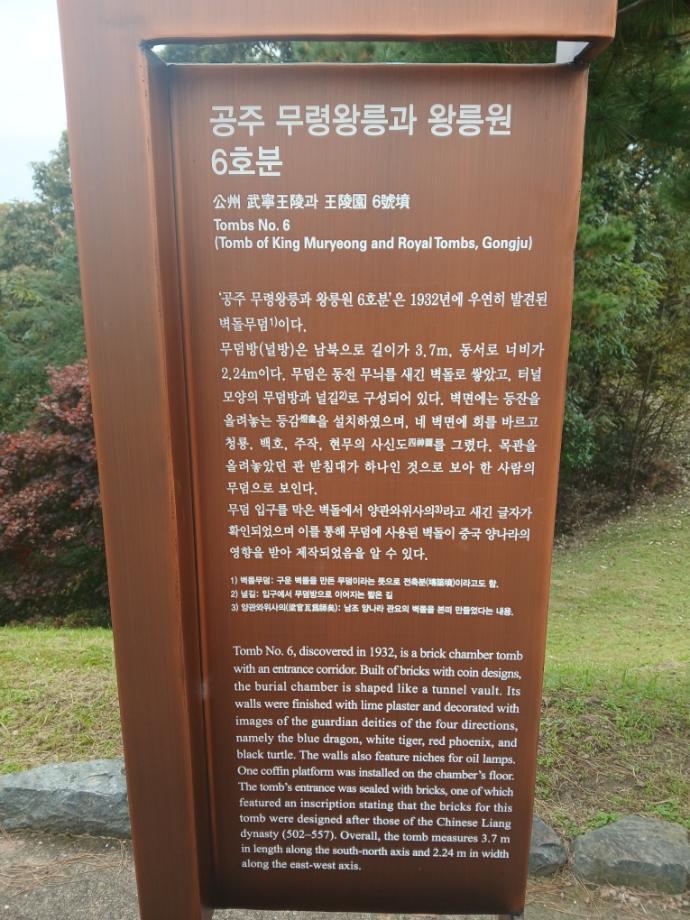 공주 무령왕릉과 왕릉원
6호분
公州 武寧王陵과 王陵園 6號墳
Tombs No. 6
(Tomb of King Muryeong and Royal Tombs, Gongju)
‘공주 무령왕릉과 왕릉원 6호분’은 1932년에 우연히 발견된
벽돌무덤1)이다.
무덤방(널방)은 남북으로 길이가 3.7m, 동서로 너비가
2.24m이다. 무덤은 동전 무늬를 새긴 벽돌로 쌓았고, 터널
모양의 무덤방과 널길2)로 구성되어 있다. 벽면에는 등잔을
올려놓는 등감燈龕을 설치하였으며, 네 벽면에 회를 바르고
청룡, 백호, 주작, 현무의 사신도四神圖를 그렸다. 목관을
올려놓았던 관 받침대가 하나인 것으로 보아 한 사람의
무덤으로 보인다.
무덤 입구를 막은 벽돌에서 양관와위사의3)라고 새긴 글자가
확인되었으며 이를 통해 무덤에 사용된 벽돌이 중국 양나라의
영향을 받아 제작되었음을 알 수 있다.
1) 벽돌무덤: 구운 벽돌을 만든 무덤이라는 뜻으로 전축분(塼築墳)이라고도 함.
2) 널길: 입구에서 무덤방으로 이어지는 짧은 길
3) 양관와위사의(梁官瓦爲師矣): 남조 양나라 관요의 벽돌을 본떠 만들었다는 내용.
Tomb No. 6, discovered in 1932, is a brick chamber tomb
with an entrance corridor. Built of bricks with coin designs,
the burial chamber is shaped like a tunnel vault. Its
walls were finished with lime plaster and decorated with
images of the guardian deities of the four directions,
namely the blue dragon, white tiger, red phoenix, and
black turtle. The walls also feature niches for oil lamps.
One coffin platform was installed on the chamber's floor.
The tomb's entrance was sealed with bricks, one of which
featured an inscription stating that the bricks for this
tomb were designed after those of the Chinese Liang
dynasty (502–557). Overall, the tomb measures 3.7 m
in length along the south-north axis and 2.24 m in width
along the east-west axis.